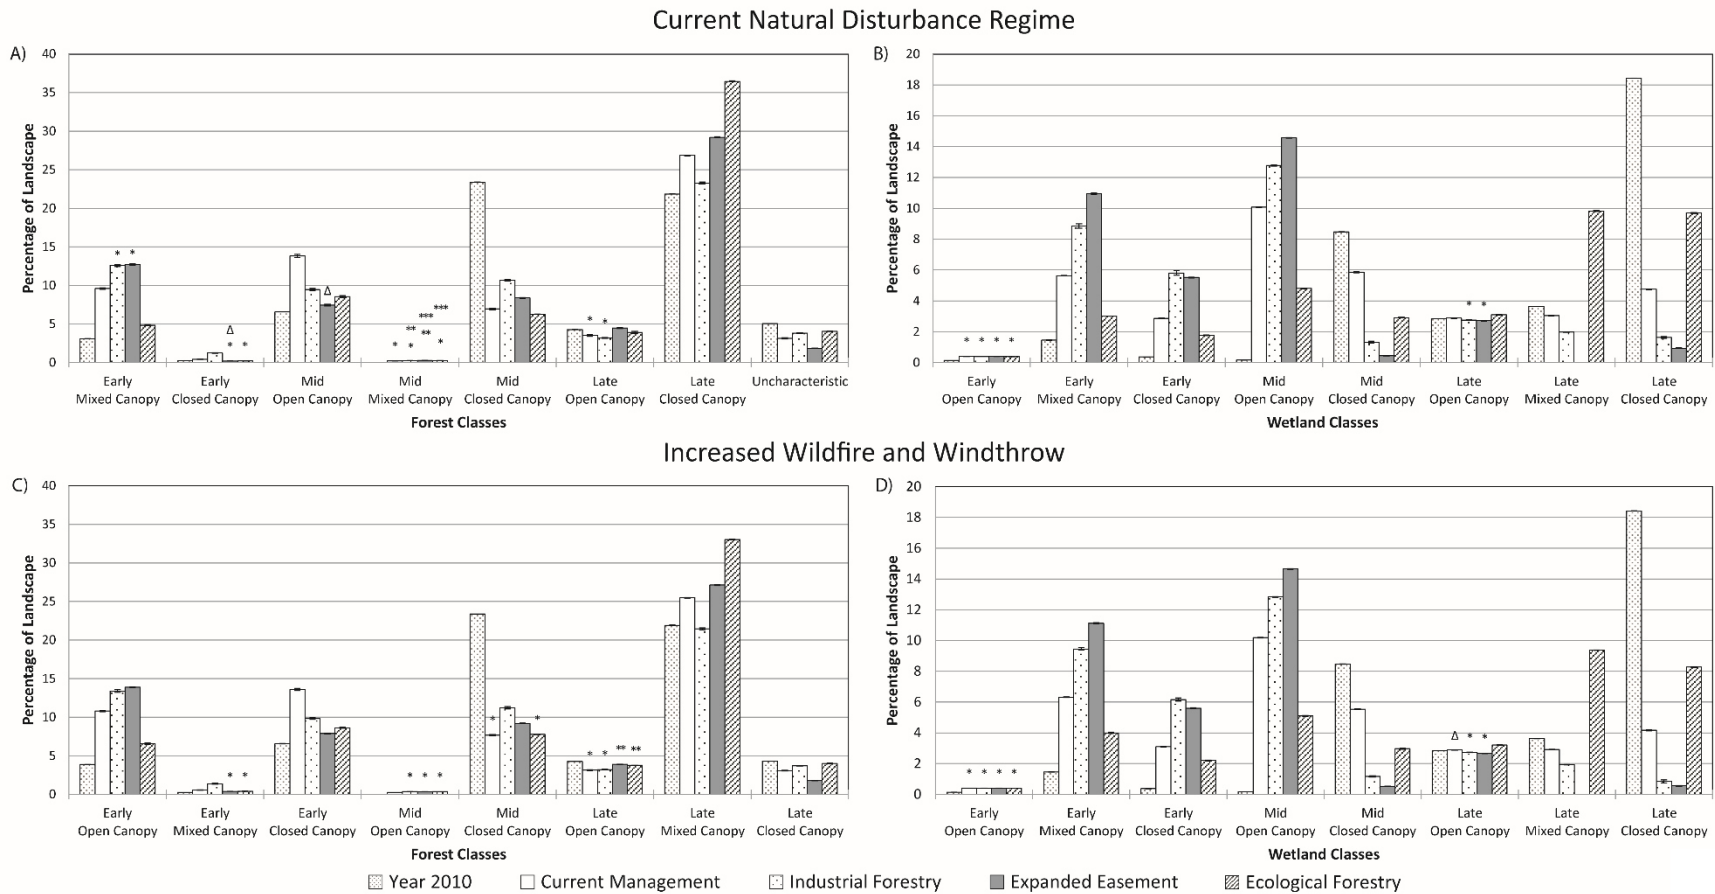 Current Natural Disturbance Regime
A)
Percentage of Landscape
40
35
30
25
20
15
10
5
0
* *
Δ
* *
Δ
* ** *** ***
* ** *
* *
Early Mixed Canopy
Early Closed Canopy
Mid Open Canopy
Mid Mixed Canopy
Mid Closed Canopy
Late Open Canopy
Late Closed Canopy
Uncharacteristic
Forest Classes
B)
Percentage of Landscape
20
18
16
14
12
10
8
6
4
2
0
* * * *
* *
Early Open Canopy
Early Mixed Canopy
Early Closed Canopy
Mid Open Canopy
Mid Closed Canopy
Late Open Canopy
Late Mixed Canopy
Late Closed Canopy
Wetland Classes
Increased Wildfire and Windthrow
C)
Percentage of Landscape
40
35
30
25
20
15
10
5
0
* *
* * *
* *
* * ** **
Early Open Canopy
Early Mixed Canopy
Early Closed Canopy
Mid Open Canopy
Mid Closed Canopy
Late Open Canopy
Late Mixed Canopy
Late Closed Canopy
Forest Classes
D)
Percentage of Landscape
20
18
16
14
12
10
8
6
4
2
0
* * * *
Δ * *
Early Open Canopy
Early Mixed Canopy
Early Closed Canopy
Mid Open Canopy
Mid Closed Canopy
Late Open Canopy
Late Mixed Canopy
Late Closed Canopy
Wetland Classes
Year 2010
Current Management
Industrial Forestry
Expanded Easement
Ecological Forestry